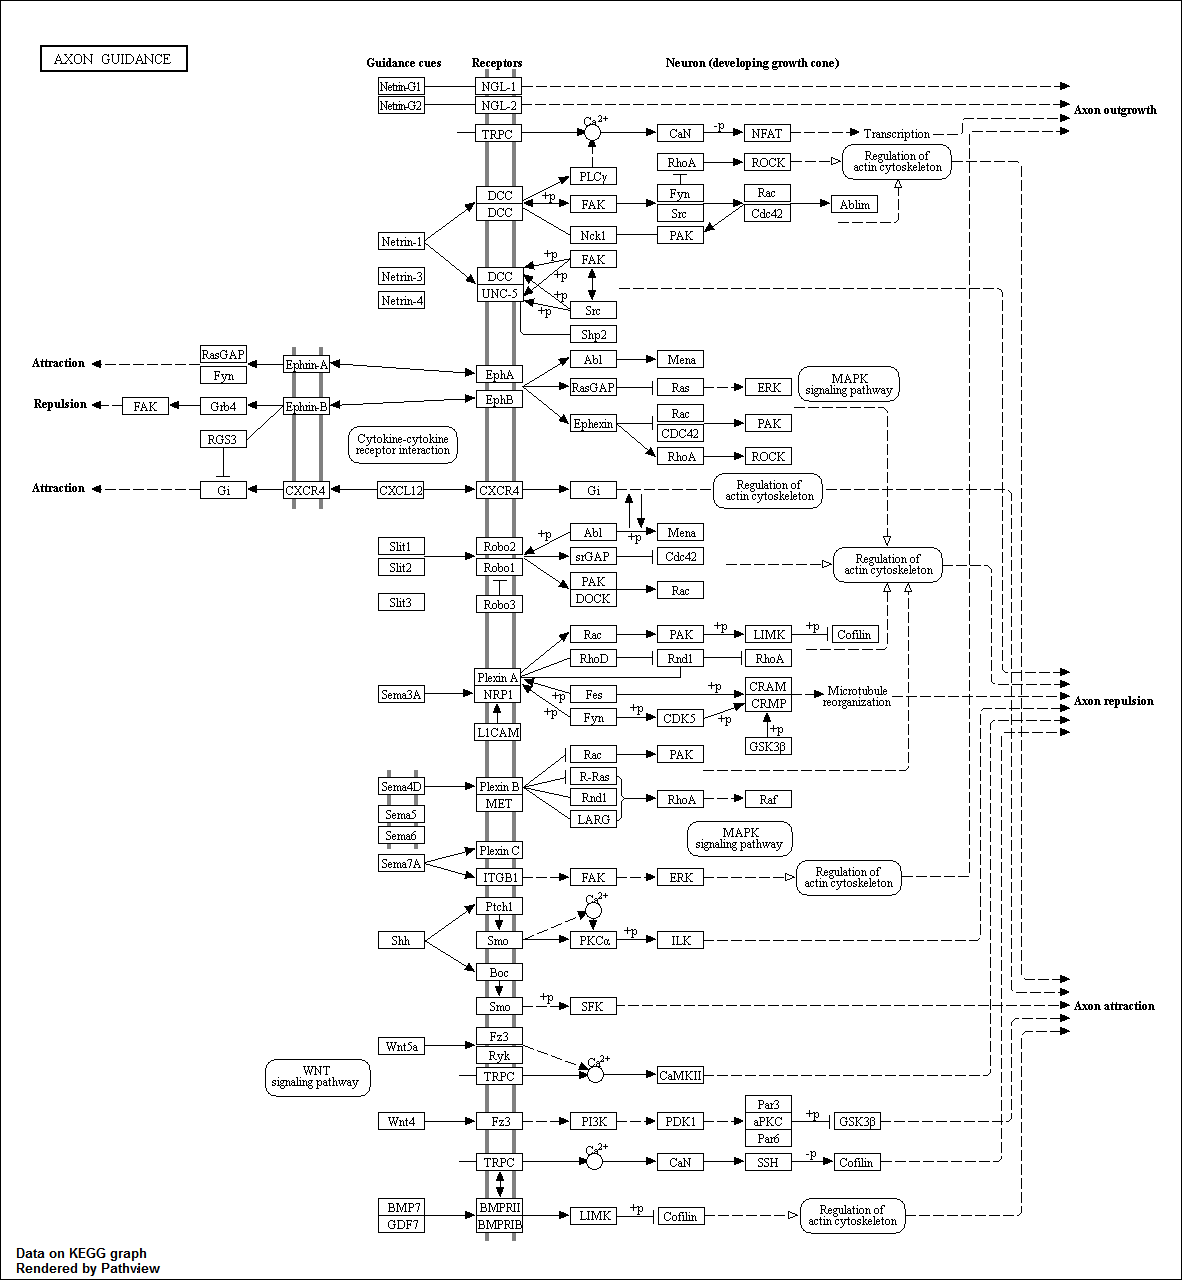 AXON GUIDANCE
Guidance cues
Receptors
Neuron (developing growth cone)
Netrin-G1
NGL-1
Netrin-G2
NGL-2
Axon outgrowth
TRPC
Ca2+
CaN
-p
NFAT
Transcription
RhoA
ROCK
Regulation of
actin cytoskeleton
PLCγ
DCC
DCC
+p
FAK
Fyn
Src
Rac
Cdc42
Ablim
Nck1
PAK
Netrin-1
Netrin-3
Netrin-4
DCC
UNC-5
+p
+p
+p
+p
FAK
Src
Shp2
Attraction
RasGAP
Fyn
Ephrin-A
EphA
Abl
Mena
RasGAP
Ras
ERK
MAPK
signaling pathway
Repulsion
FAK
Grb4
Ephrin-B
EphB
RGS3
Ephexin
Rac
CDC42
PAK
RhoA
ROCK
Cytokine-cytokine
receptor interaction
Attraction
Gi
CXCR4
CXCL12
CXCR4
Gi
Regulation of
actin cytoskeleton
+p
+p
Abl
Mena
Slit1
Slit2
Slit3
Robo2
Robo1
Robo3
srGAP
Cdc42
PAK
DOCK
Rac
Regulation of
actin cytoskeleton
Rac
PAK
+p
LIMK
+p
Cofilin
RhoD
Rnd1
RhoA
Sema3A
Plexin A
NRP1
L1CAM
+p
+p
Fes
+p
Fyn
+p
CDK5
+p
CRAM
CRMP
+p
GSK3β
Microtubule
reorganization
Axon repulsion
Rac
PAK
Sema4D
Plexin B
MET
R-Ras
Rnd1
LARG
RhoA
Raf
Sema5
Sema6
MAPK
signaling pathway
Sema7A
Plexin C
ITGB1
FAK
ERK
Regulation of
actin cytoskeleton
Shh
Ptch1
Smo
Ca2+
PKCα
+p
ILK
Boc
Smo
+p
SFK
Axon attraction
Wnt5a
Fz3
Ryk
TRPC
Ca2+
CaMKII
WNT
signaling pathway
Wnt4
Fz3
PI3K
PDK1
Par3
aPKC
Par6
+p
GSK3β
TRPC
Ca2+
CaN
SSH
-p
Cofilin
BMP7
GDF7
BMPRII
BMPRIB
LIMK
+p
Cofilin
Regulation of
actin cytoskeleton
Data on KEGG graph
Rendered by Pathview